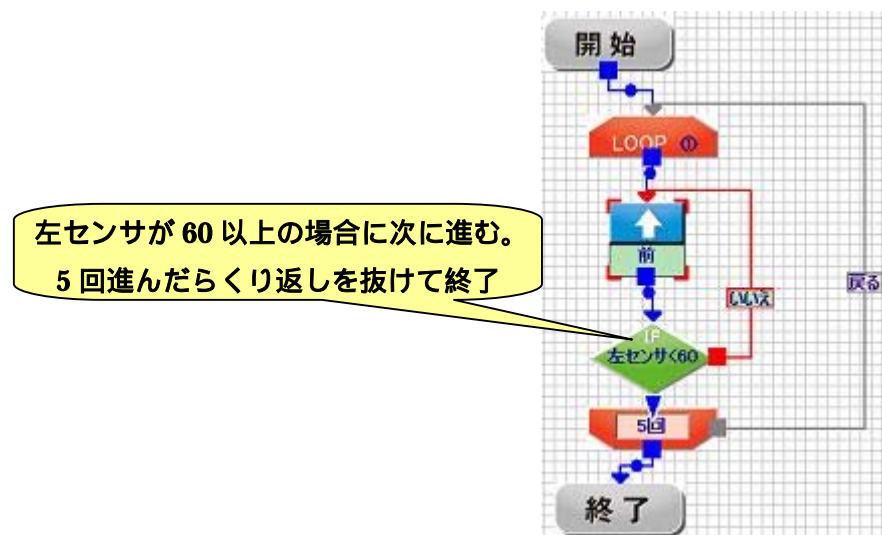 開始
LOOP ①
前
左センサが 60 以上の場合に次に進む。
5 回進んだらくり返しを抜けて終了
いいえ
戻る
IF
左センサ<60
5回
終了